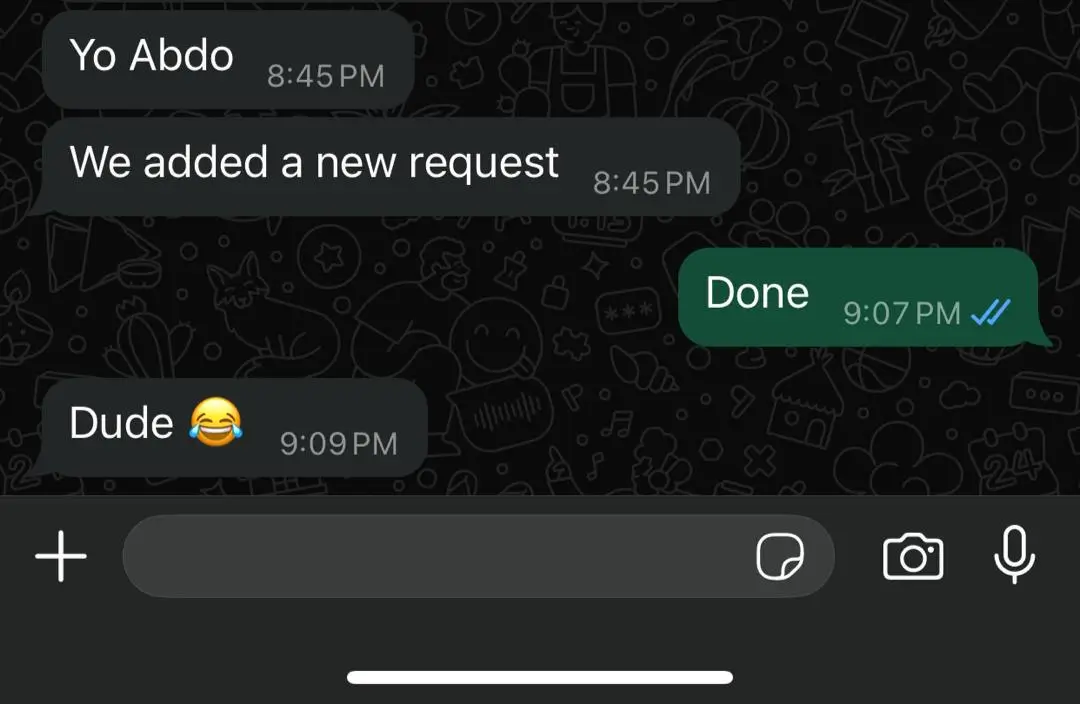 Yo Abdo 8:45 PM
We added a new request 8:45 PM
Done 9:07 PM
Dude 😂 9:09 PM